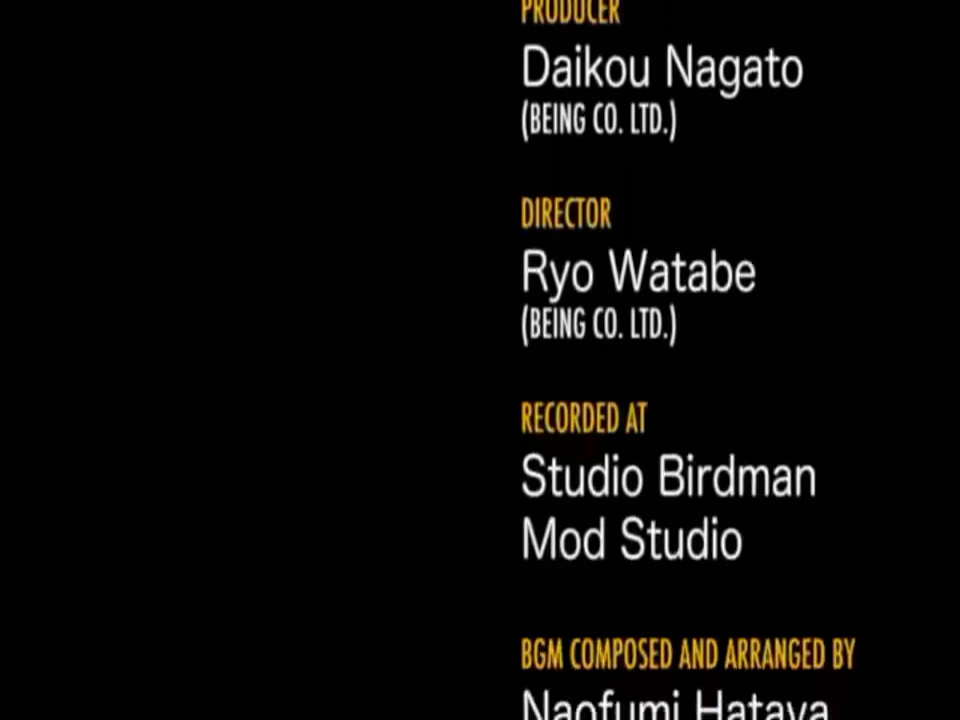 PRODUCER
Daikou Nagato
(BEING CO. LTD.)
DIRECTOR
Ryo Watabe
(BEING CO. LTD.)
RECORDED AT
Studio Birdman
Mod Studio
BGM COMPOSED AND ARRANGED BY
Naofumi Hataya